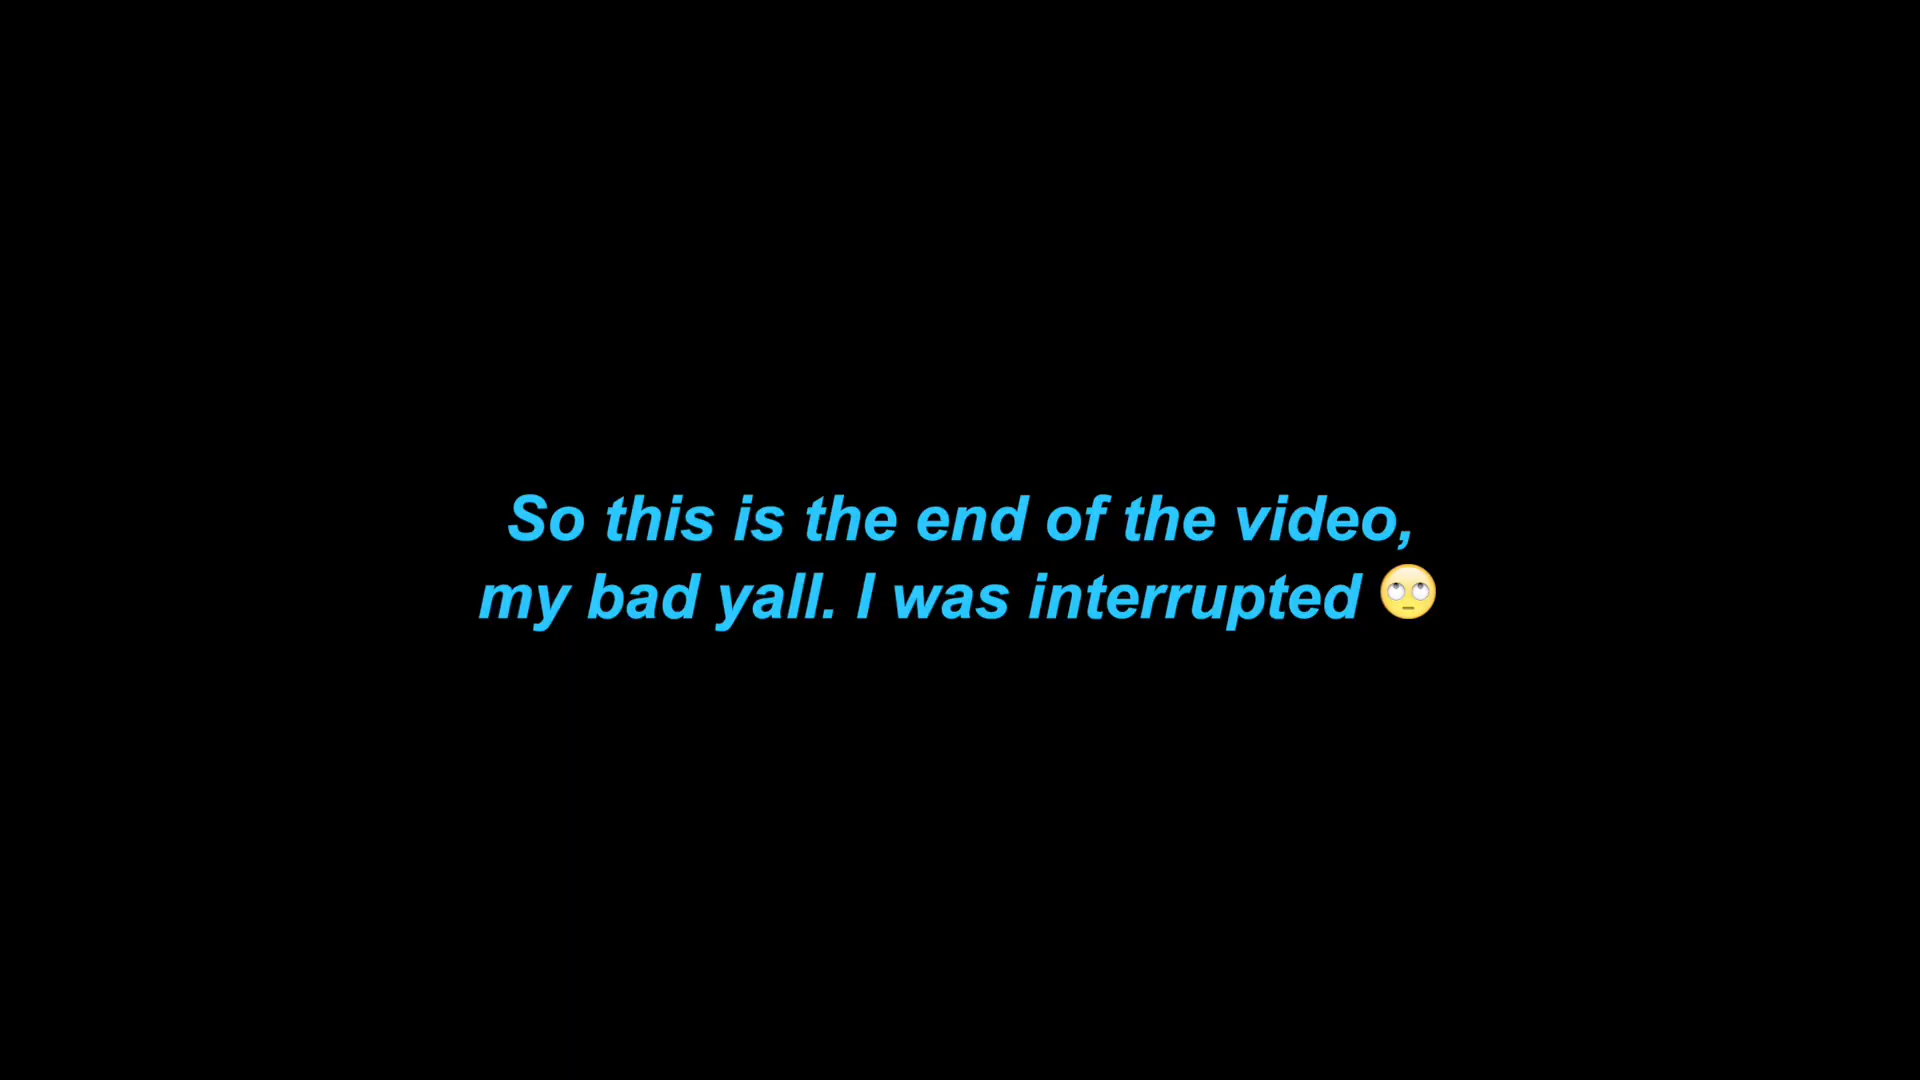 So this is the end of the video,
my bad yall. I was interrupted 🙄